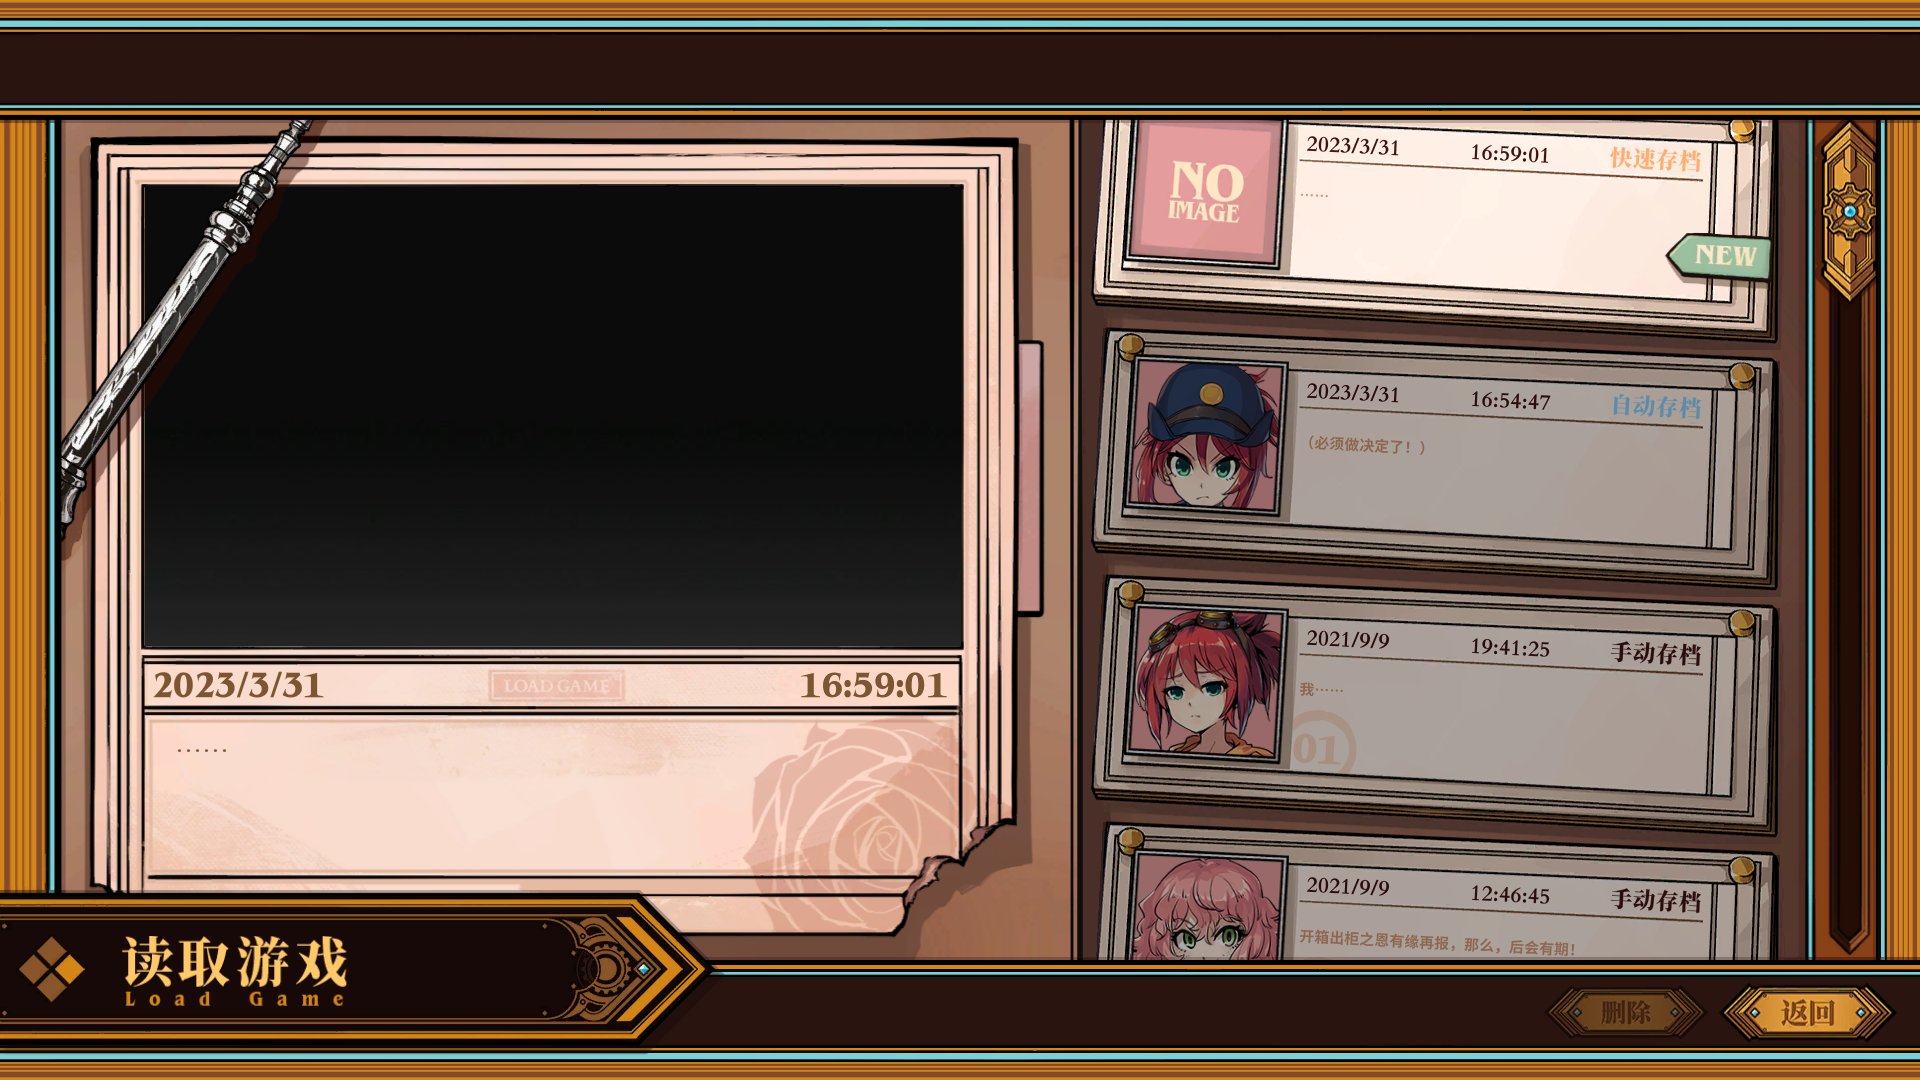 2023/3/31
LOAD GAME
16:59:01
……
NO
IMAGE
2023/3/31 16:59:01 快速存档
……
NEW
2023/3/31 16:54:47 自动存档
（必须做决定了！）
2021/9/9 19:41:25 手动存档
我……
01
2021/9/9 12:46:45 手动存档
开箱出柜之恩有缘再报，那么，后会有期！
读取游戏
Load Game
删除
返回